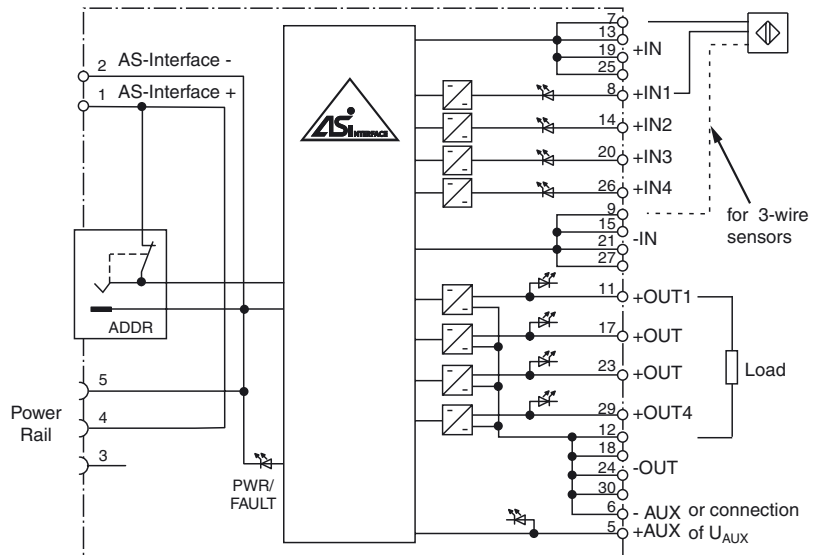 2 AS-Interface -
1 AS-Interface +
ADDR
5
4
3
Power
Rail
PWR/
FAULT
ASi INTERFACE
7
13
19
25
+IN
8 +IN1
14 +IN2
20 +IN3
26 +IN4
9
15
21
27
-IN
for 3-wire
sensors
11 +OUT1
17 +OUT
23 +OUT
29 +OUT4
Load
12
18
24
30
-OUT
6 - AUX or connection
5 +AUX of UAUX